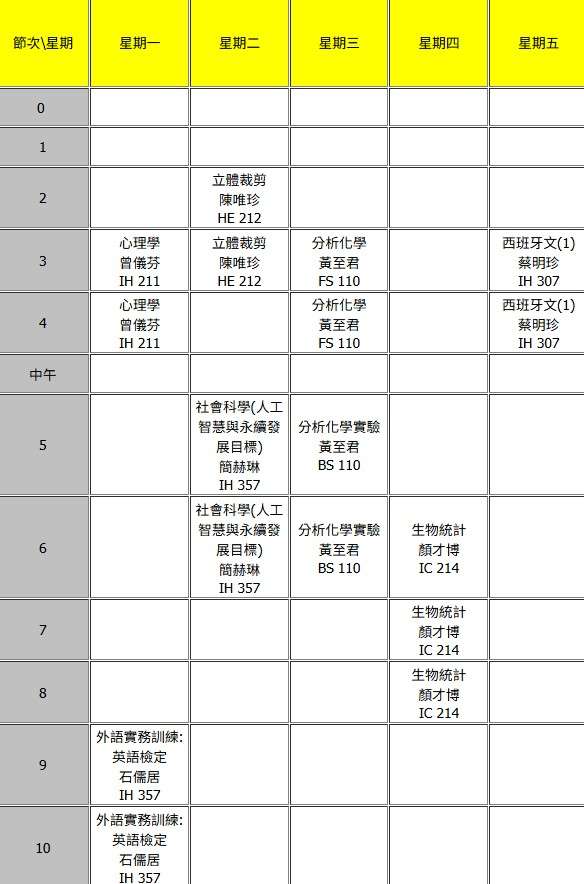 節次\星期 星期一 星期二 星期三 星期四 星期五
0
1
2
立體裁剪
陳唯珍
HE 212
3
心理學
曾儀芬
IH 211
立體裁剪
陳唯珍
HE 212
分析化學
黃至君
FS 110
西班牙文(1)
蔡明珍
IH 307
4
心理學
曾儀芬
IH 211
分析化學
黃至君
FS 110
西班牙文(1)
蔡明珍
IH 307
中午
5
社會科學(人工
智慧與永續發
展目標)
簡赫琳
IH 357
分析化學實驗
黃至君
BS 110
6
社會科學(人工
智慧與永續發
展目標)
簡赫琳
IH 357
分析化學實驗
黃至君
BS 110
生物統計
顏才博
IC 214
7
生物統計
顏才博
IC 214
8
生物統計
顏才博
IC 214
9
外語實務訓練:
英語檢定
石儒居
IH 357
10
外語實務訓練:
英語檢定
石儒居
IH 357